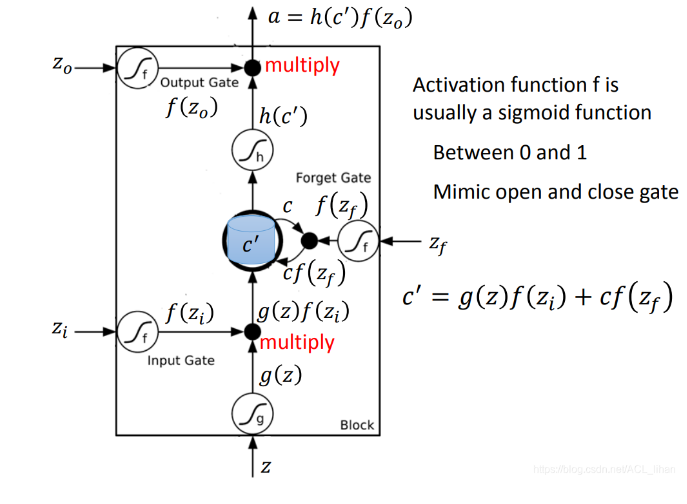 a = h(c′)f(z_o)
z_o
f
Output Gate
multiply
f(z_o)
h(c′)
h
Activation function f is
usually a sigmoid function
Between 0 and 1
Mimic open and close gate
Forget Gate
c
f(z_f)
c′
f
z_f
cf(z_f)
c′ = g(z)f(z_i) + cf(z_f)
f(z_i)
g(z)f(z_i)
z_i
f
multiply
Input Gate
g(z)
g
Block
z
https://blog.csdn.net/ACL_lihan